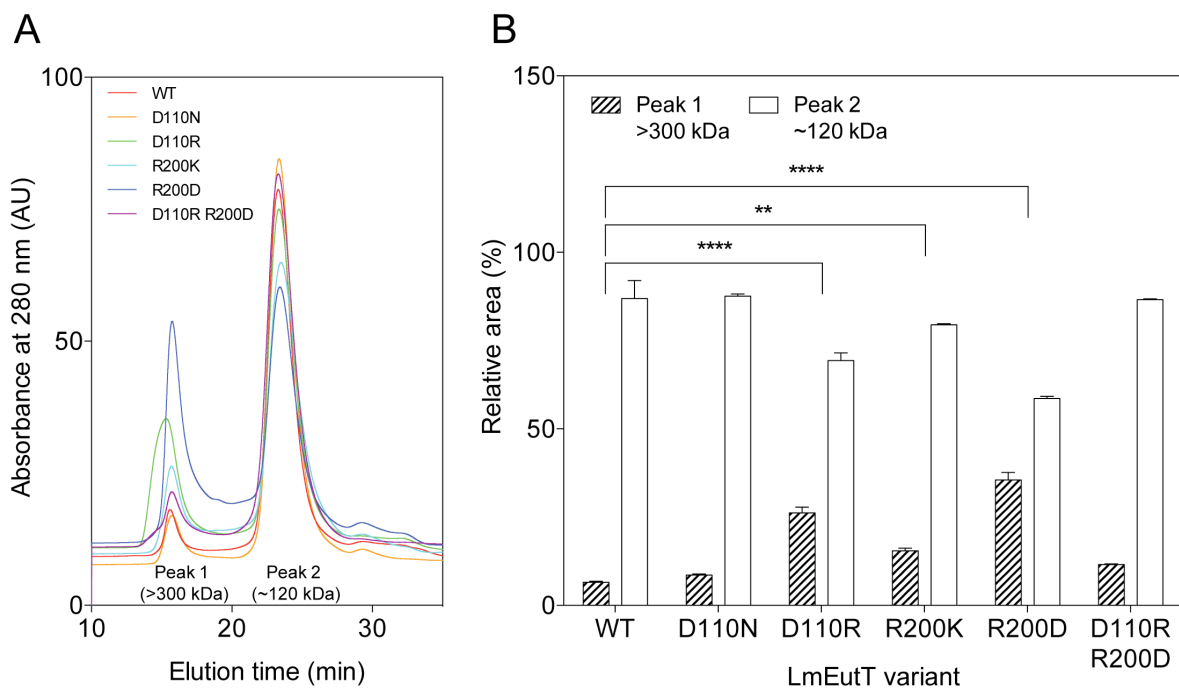 A
100
50
0
10
20
30
Absorbance at 280 nm (AU)
Elution time (min)
WT
D110N
D110R
R200K
R200D
D110R R200D
Peak 1
(>300 kDa)
Peak 2
(~120 kDa)
B
150
100
50
0
Relative area (%)
Peak 1
>300 kDa
Peak 2
~120 kDa
****
**
****
WT
D110N
D110R
R200K
R200D
D110R
R200D
LmEutT variant